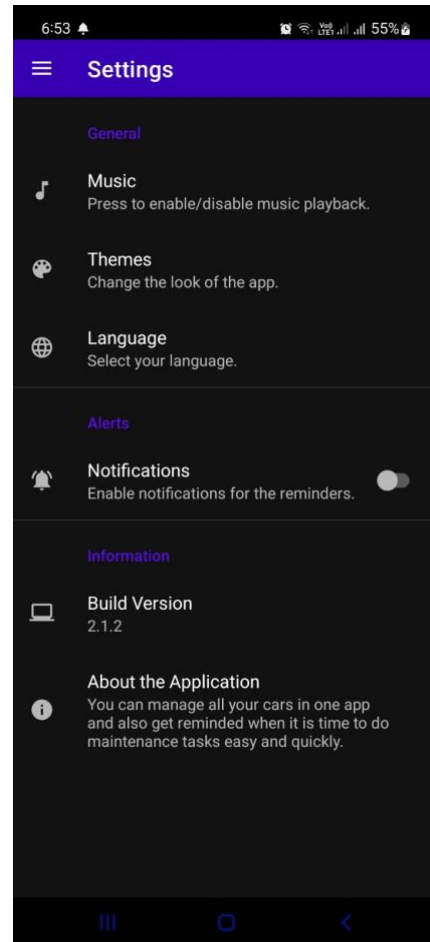 6:53
Vo)) LTE1 55%
Settings
General
Music
Press to enable/disable music playback.
Themes
Change the look of the app.
Language
Select your language.
Alerts
Notifications
Enable notifications for the reminders.
Information
Build Version
2.1.2
About the Application
You can manage all your cars in one app
and also get reminded when it is time to do
maintenance tasks easy and quickly.